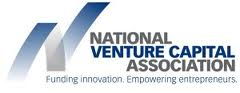 NATIONAL
VENTURE CAPITAL
ASSOCIATION
Funding innovation. Empowering entrepreneurs.